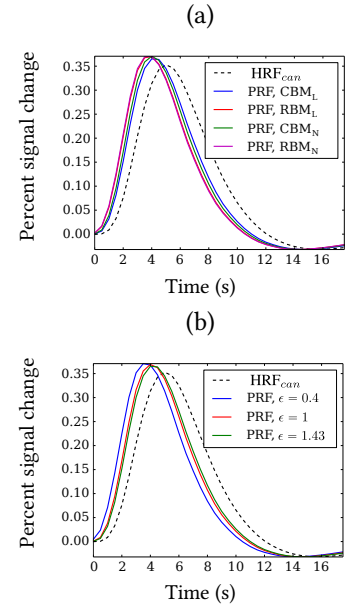 (a)
Percent signal change
0.35
0.30
0.25
0.20
0.15
0.10
0.05
0.00
HRFcan
PRF, CBML
PRF, RBML
PRF, CBMN
PRF, RBMN
0 2 4 6 8 10 12 14 16
Time (s)
(b)
Percent signal change
0.35
0.30
0.25
0.20
0.15
0.10
0.05
0.00
HRFcan
PRF, ϵ = 0.4
PRF, ϵ = 1
PRF, ϵ = 1.43
0 2 4 6 8 10 12 14 16
Time (s)